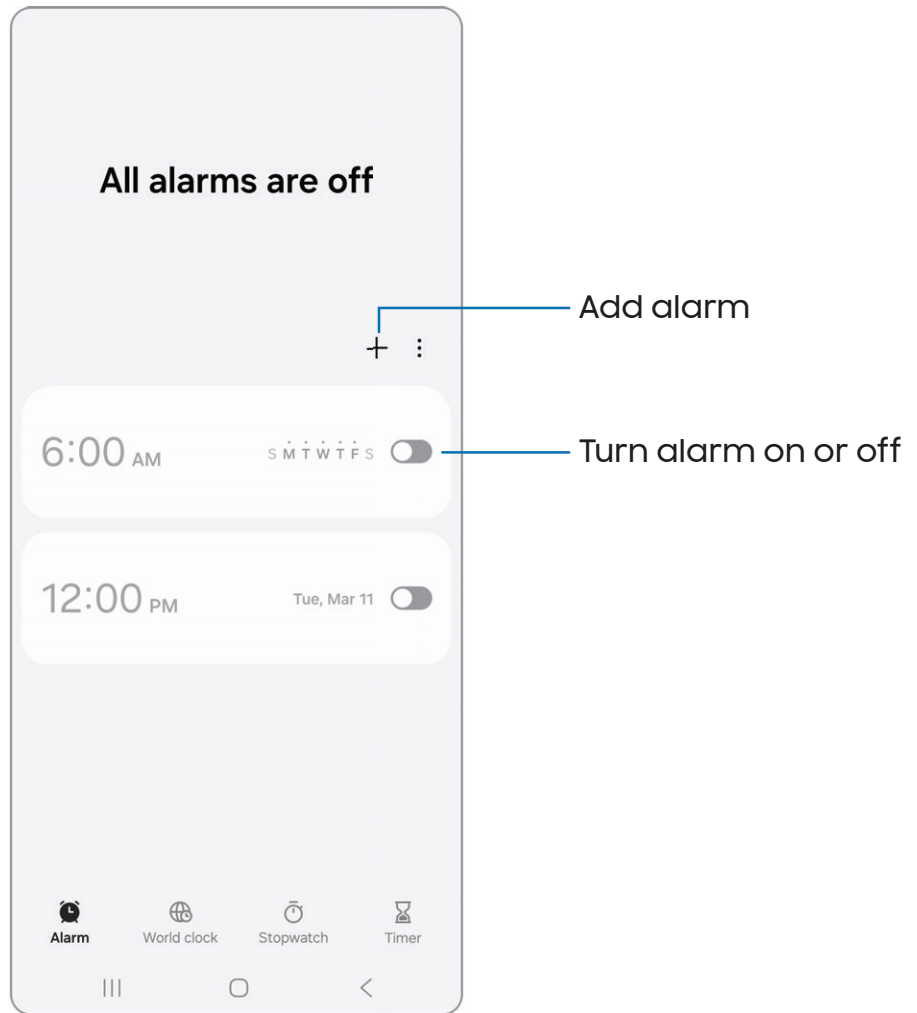 All alarms are off
Add alarm
6:00 AM S M T W T F S
Turn alarm on or off
12:00 PM Tue, Mar 11
Alarm World clock Stopwatch Timer